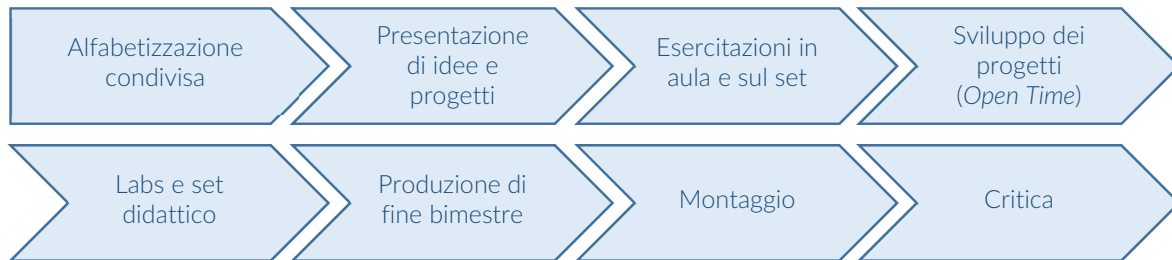 Alfabetizzazione
condivisa
Presentazione
di idee e
progetti
Esercitazioni in
aula e sul set
Sviluppo dei
progetti
(Open Time)
Labs e set
didattico
Produzione di
fine bimestre
Montaggio
Critica